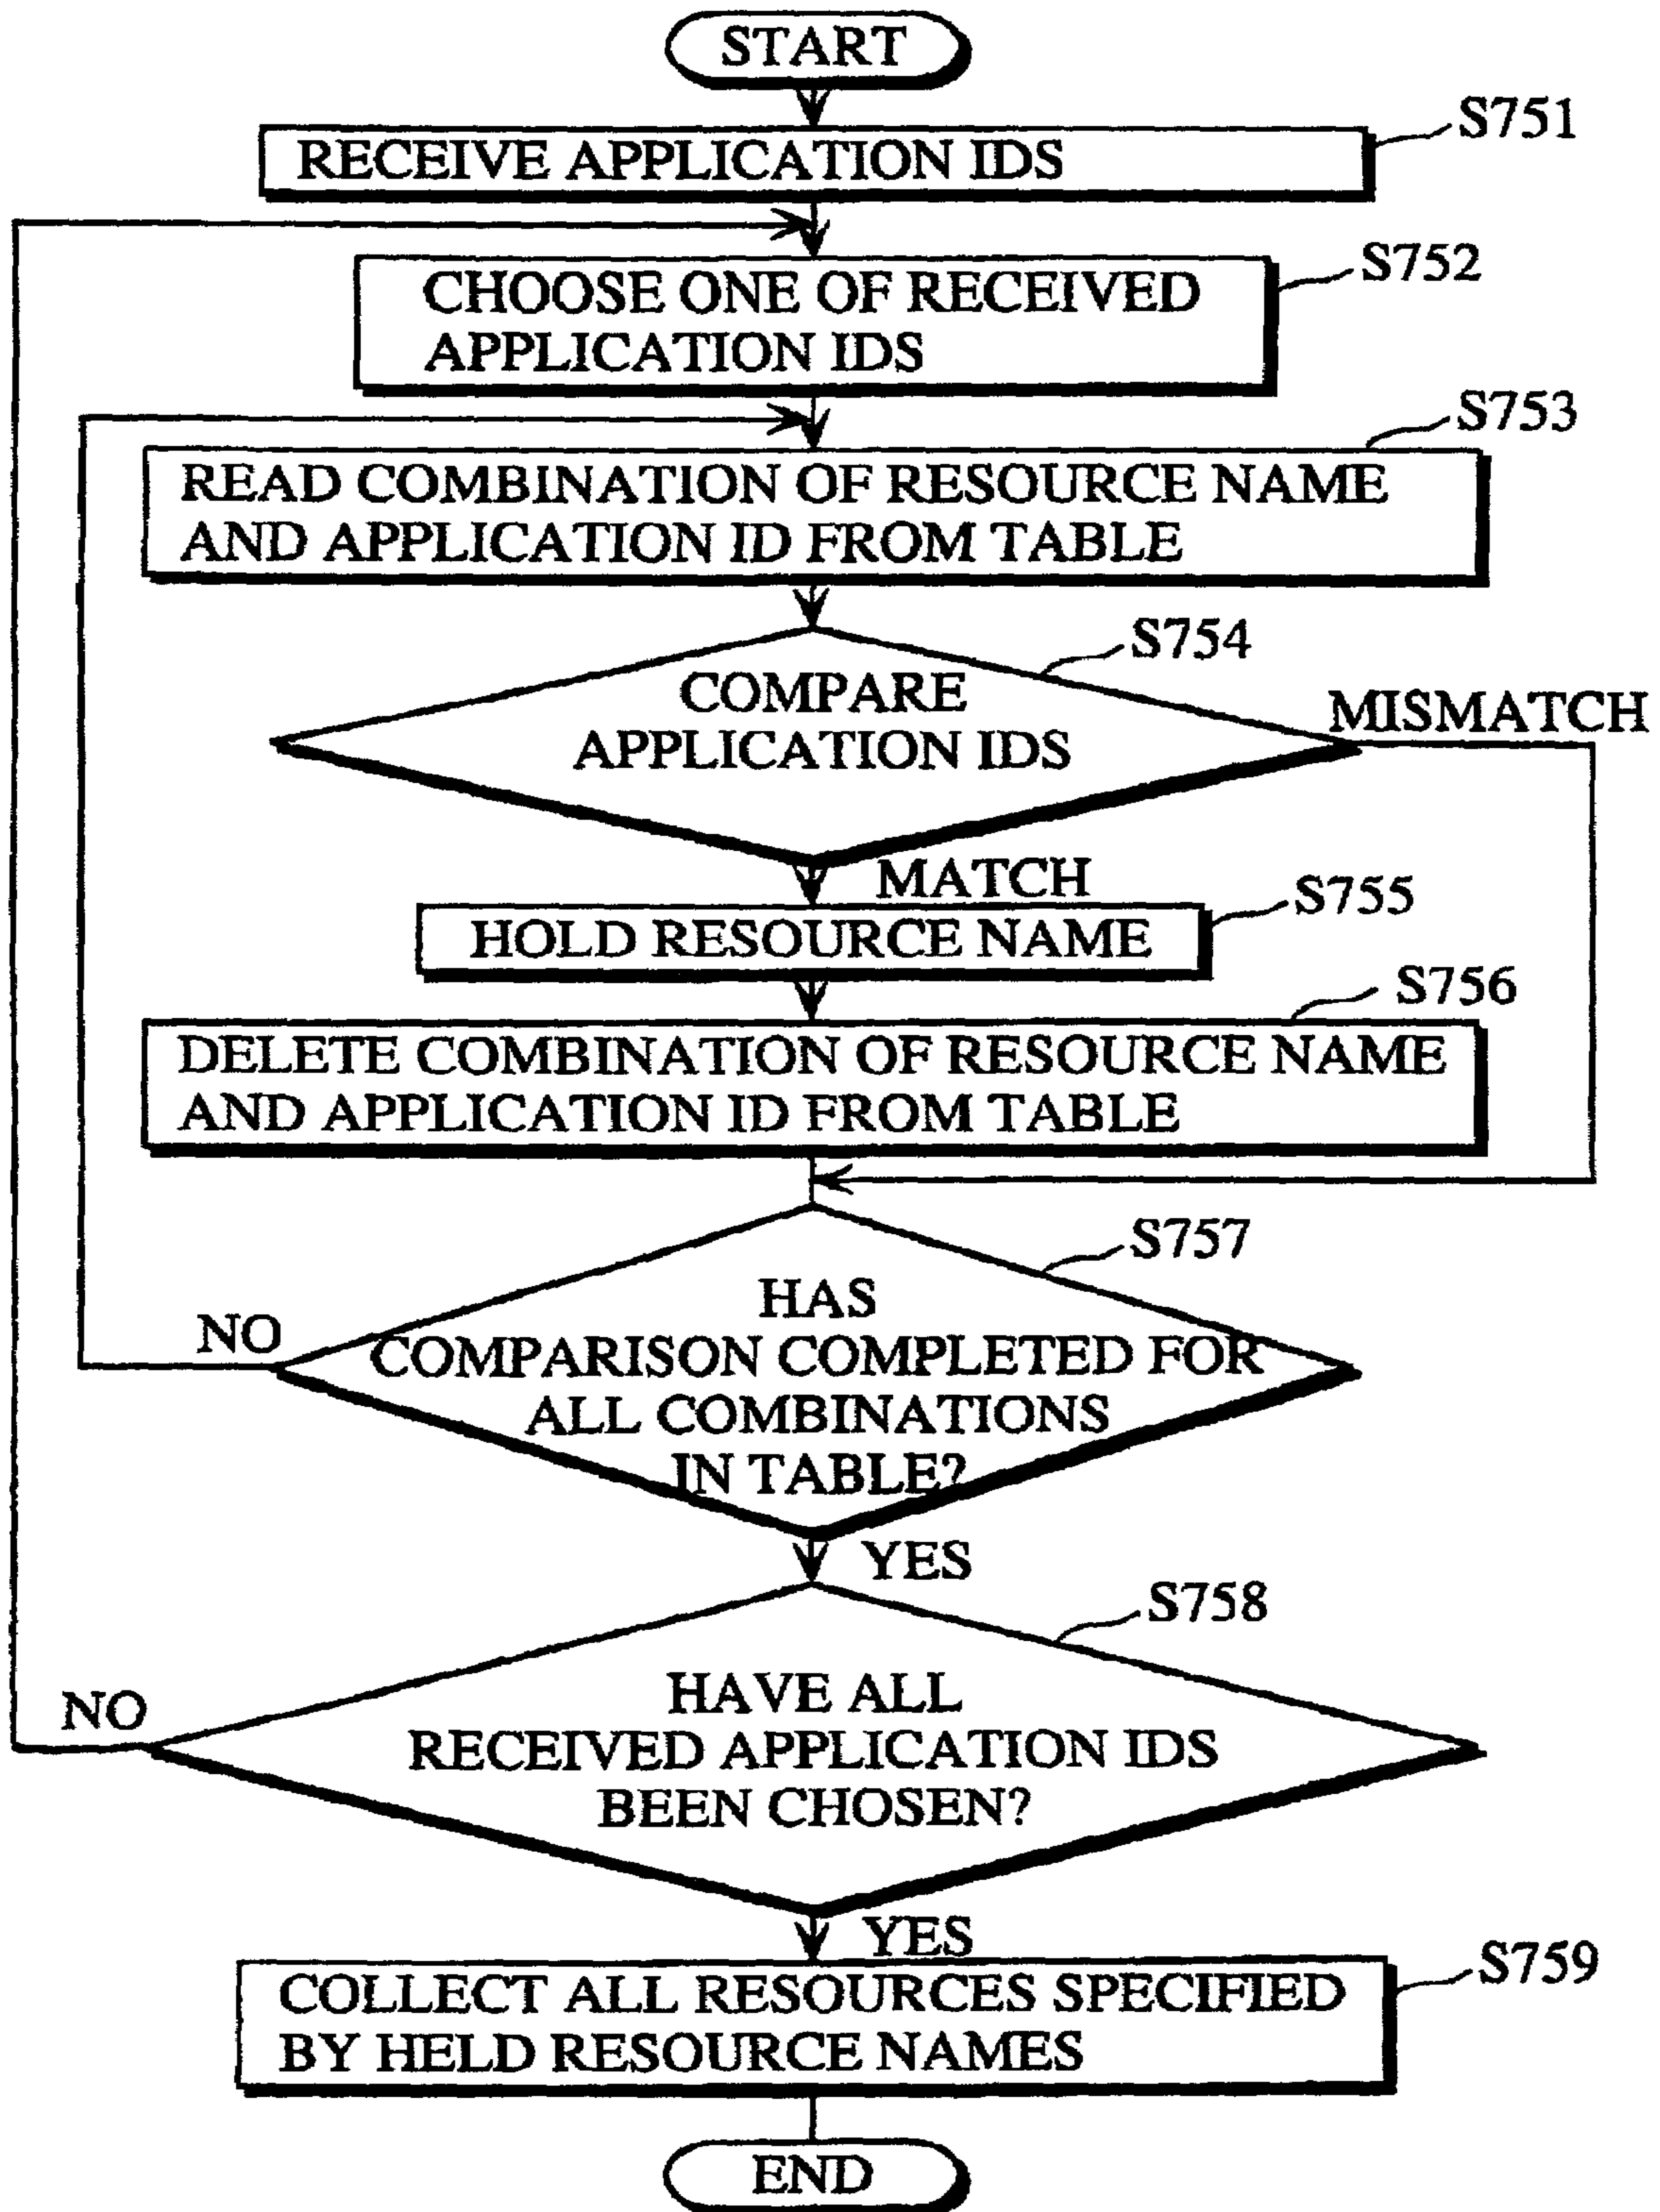 START
S751
RECEIVE APPLICATION IDS
S752
CHOOSE ONE OF RECEIVED
APPLICATION IDS
S753
READ COMBINATION OF RESOURCE NAME
AND APPLICATION ID FROM TABLE
S754
COMPARE
APPLICATION IDS
MISMATCH
MATCH
S755
HOLD RESOURCE NAME
S756
DELETE COMBINATION OF RESOURCE NAME
AND APPLICATION ID FROM TABLE
S757
HAS
COMPARISON COMPLETED FOR
ALL COMBINATIONS
IN TABLE?
NO
YES
S758
HAVE ALL
RECEIVED APPLICATION IDS
BEEN CHOSEN?
NO
YES
S759
COLLECT ALL RESOURCES SPECIFIED
BY HELD RESOURCE NAMES
END